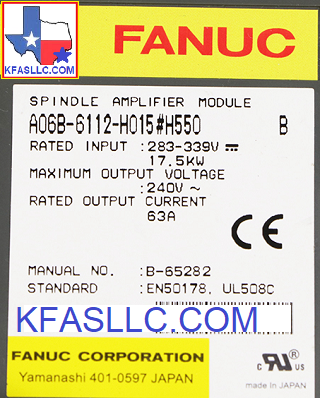 KFASLLC.COM
FANUC
SPINDLE AMPLIFIER MODULE
A06B-6112-H015#H550 B
RATED INPUT :283-339V ⎓
17.5KW
MAXIMUM OUTPUT VOLTAGE
:240V ~
RATED OUTPUT CURRENT
63A
CE
MANUAL NO. :B-65282
STANDARD :EN50178, UL508C
KFASLLC.COM
FANUC CORPORATION
Yamanashi 401-0597 JAPAN
c RU us
made in JAPAN